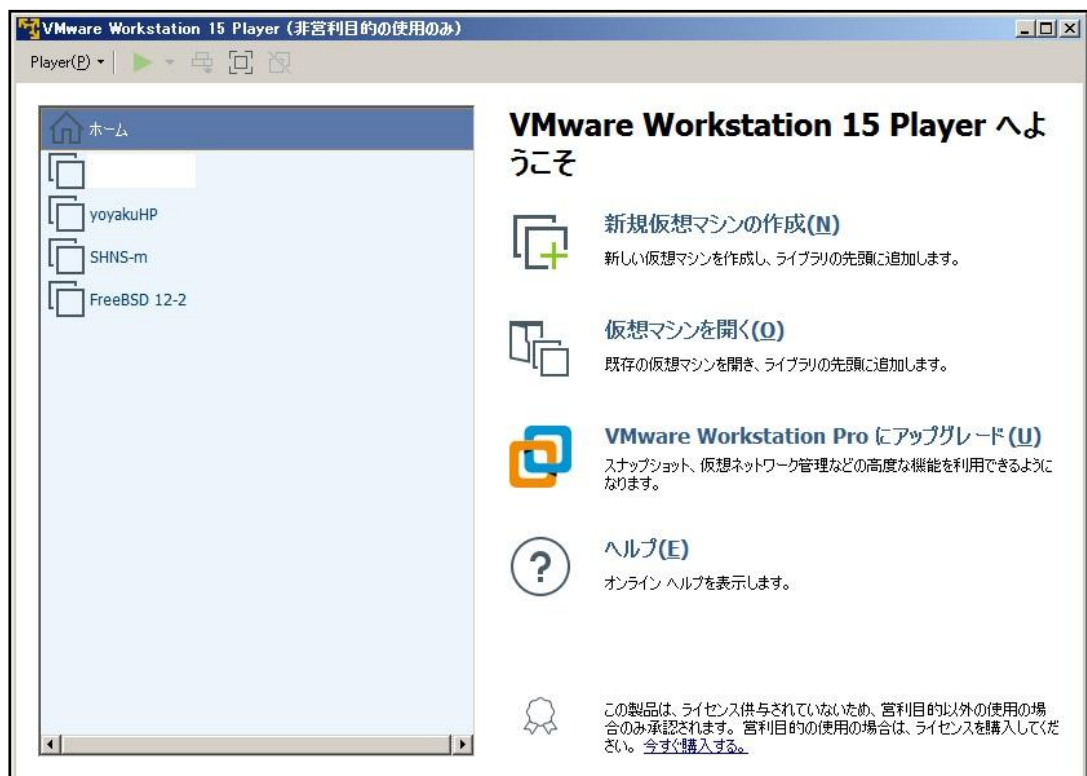 VMware Workstation 15 Player (非営利目的の使用のみ)
Player(P)
ホーム
yoyakuHP
SHNS-m
FreeBSD 12-2
VMware Workstation 15 Player へよ
うこそ
新規仮想マシンの作成(N)
新しい仮想マシンを作成し、ライブラリの先頭に追加します。
仮想マシンを開く(O)
既存の仮想マシンを開き、ライブラリの先頭に追加します。
VMware Workstation Pro にアップグレード(U)
スナップショット、仮想ネットワーク管理などの高度な機能を利用できるように
なります。
ヘルプ(E)
オンライン ヘルプを表示します。
この製品は、ライセンス供与されていないため、営利目的以外の使用の場
合のみ承認されます。営利目的の使用の場合は、ライセンスを購入してくだ
さい。今すぐ購入する。